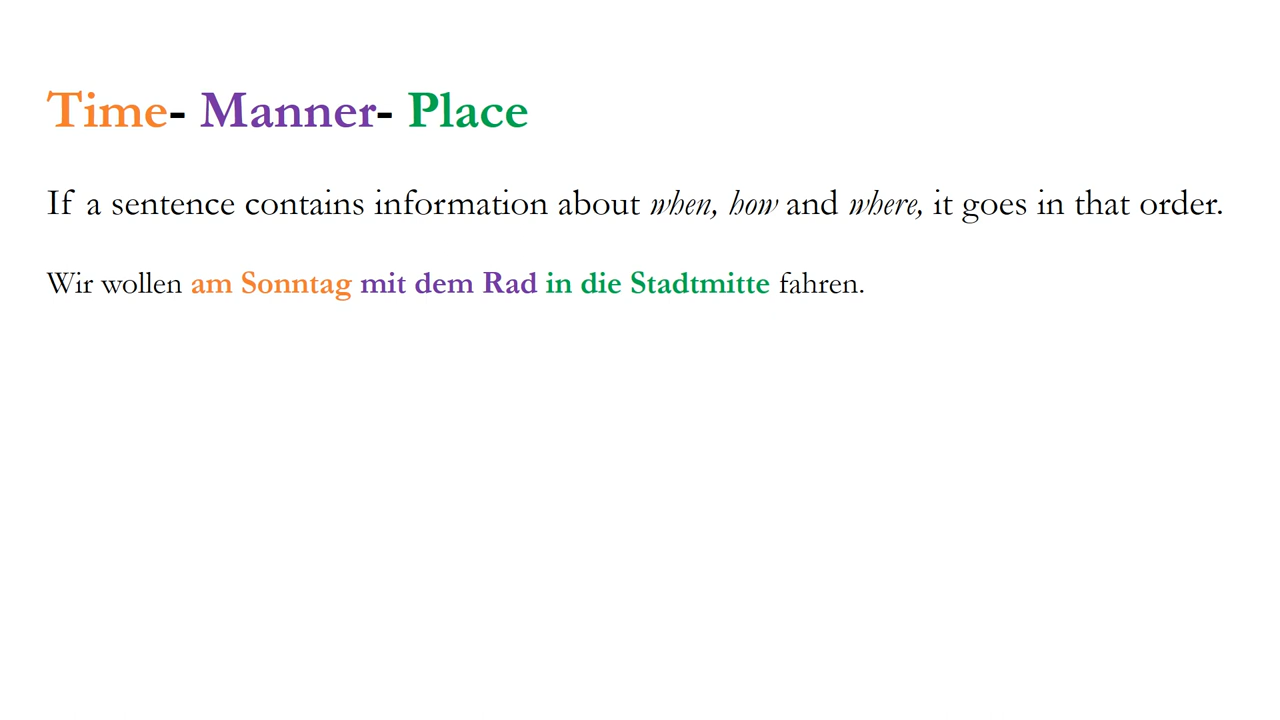 Time- Manner- Place
If a sentence contains information about when, how and where, it goes in that order.
Wir wollen am Sonntag mit dem Rad in die Stadtmitte fahren.